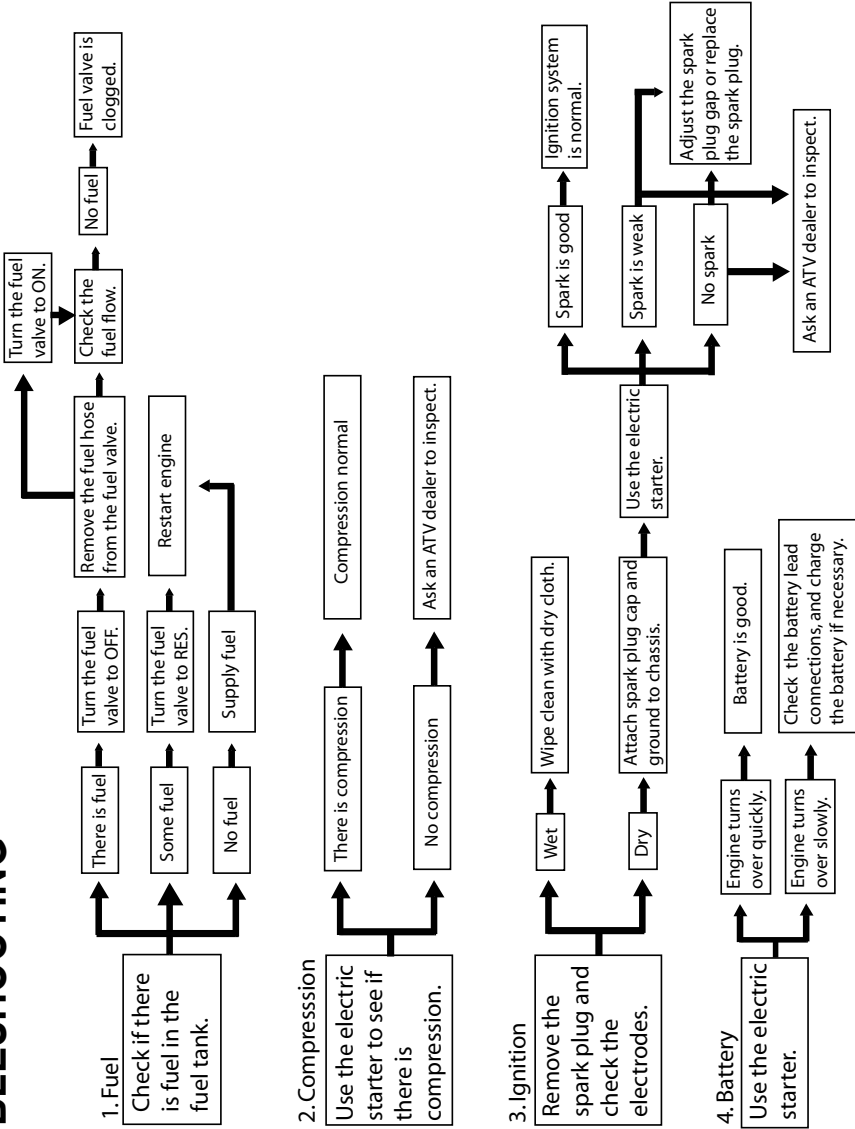 1. Fuel
Check if there
is fuel in the
fuel tank.
There is fuel
Turn the fuel
valve to OFF.
Remove the fuel hose
from the fuel valve.
Turn the fuel
valve to ON.
Check the
fuel flow.
No fuel
Fuel valve is
clogged.
Some fuel
Turn the fuel
valve to RES.
Restart engine
No fuel
Supply fuel
2. Compresssion
Use the electric
starter to see if
there is
compression.
There is compression
Compression normal
No compression
Ask an ATV dealer to inspect.
3. Ignition
Remove the
spark plug and
check the
electrodes.
Wet
Wipe clean with dry cloth.
Dry
Attach spark plug cap and
ground to chassis.
Use the electric
starter.
Spark is good
Ignition system
is normal.
Spark is weak
Adjust the spark
plug gap or replace
the spark plug.
No spark
Ask an ATV dealer to inspect.
4. Battery
Use the electric
starter.
Engine turns
over quickly.
Battery is good.
Engine turns
over slowly.
Check the battery lead
connections, and charge
the battery if necessary.